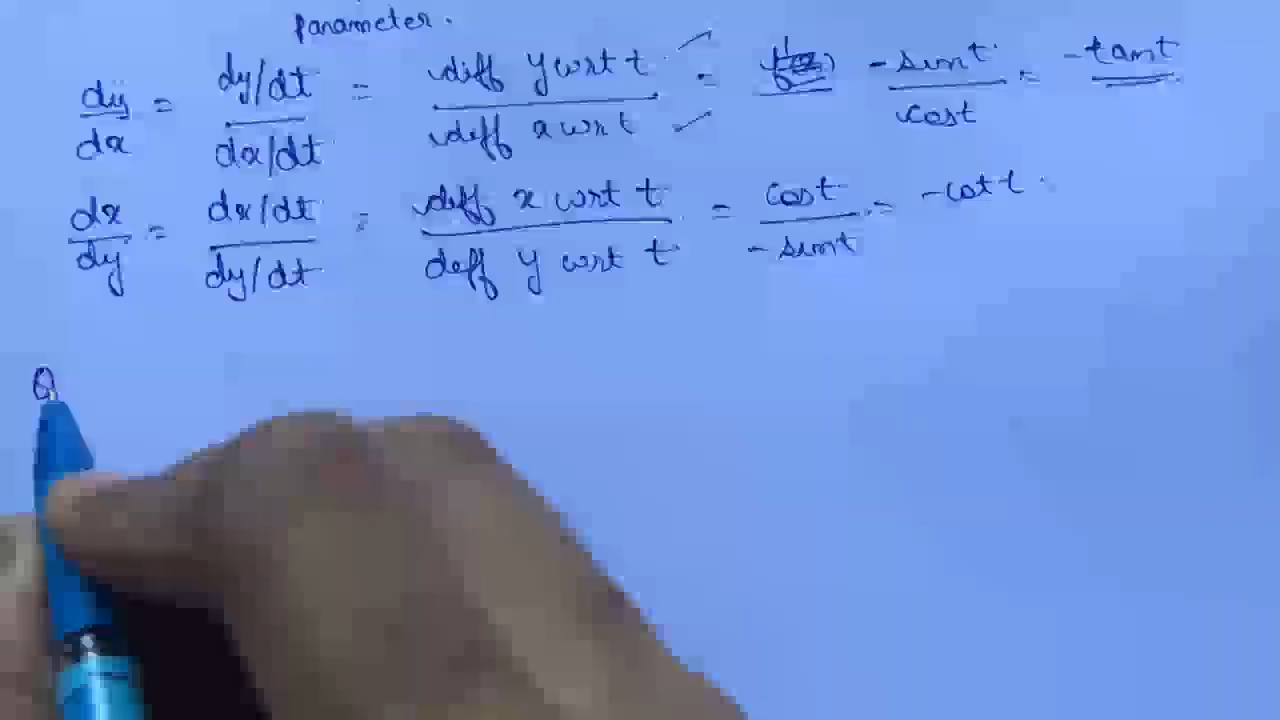 parameter.
dy/dx = dy/dt / dx/dt = diff y wrt t / diff x wrt t = -sint / cost = -tant
dx/dy = dx/dt / dy/dt = diff x wrt t / diff y wrt t = cost / -sint = -cot t.
Q